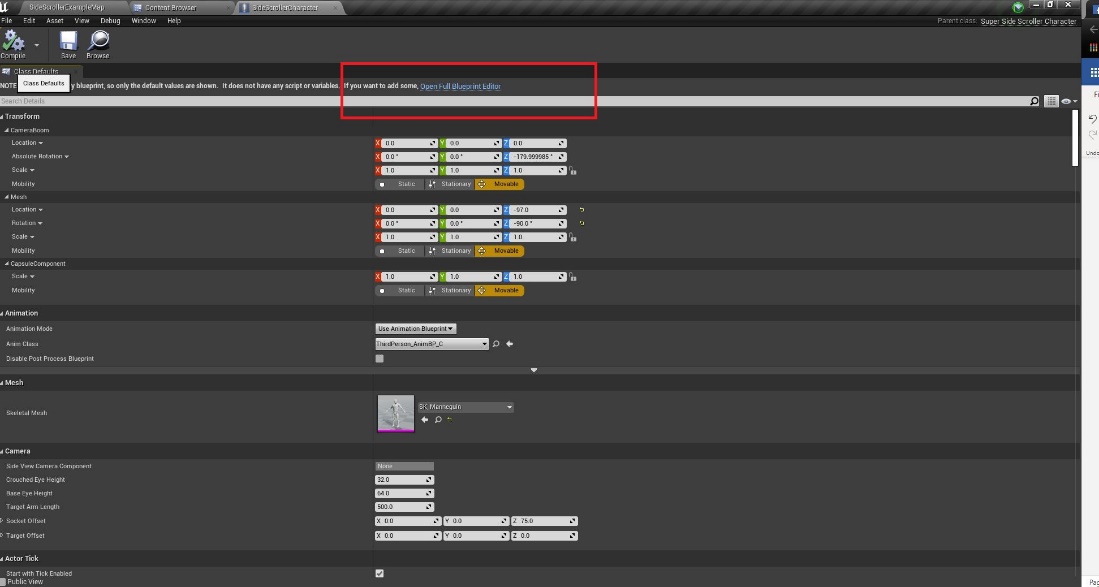 SideScrollerExampleMap Content Browser SideScrollerCharacter
File Edit Asset View Debug Window Help Parent class: Super Side Scroller Character
Compile Save Browse
Class Defaults
NOTE
Class Defaults
y blueprint, so only the default values are shown. It does not have any script or variables. If you want to add some, Open Full Blueprint Editor
Search Details
Transform
CameraBoom
Location X 0.0 Y 0.0 Z 0.0
Absolute Rotation X 0.0 ° Y 0.0 ° Z -179.999985 °
Scale X 1.0 Y 1.0 Z 1.0
Mobility Static Stationary Movable
Mesh
Location X 0.0 Y 0.0 Z -97.0
Rotation X 0.0 ° Y 0.0 ° Z -90.0 °
Scale X 1.0 Y 1.0 Z 1.0
Mobility Static Stationary Movable
CapsuleComponent
Scale X 1.0 Y 1.0 Z 1.0
Mobility Static Stationary Movable
Animation
Animation Mode Use Animation Blueprint
Anim Class ThirdPerson_AnimBP_C
Disable Post Process Blueprint
Mesh
Skeletal Mesh SK_Mannequin
Camera
Side View Camera Component None
Crouched Eye Height 32.0
Base Eye Height 64.0
Target Arm Length 500.0
Socket Offset X 0.0 Y 0.0 Z 75.0
Target Offset X 0.0 Y 0.0 Z 0.0
Actor Tick
Start with Tick Enabled
Public View
Undo
Pag